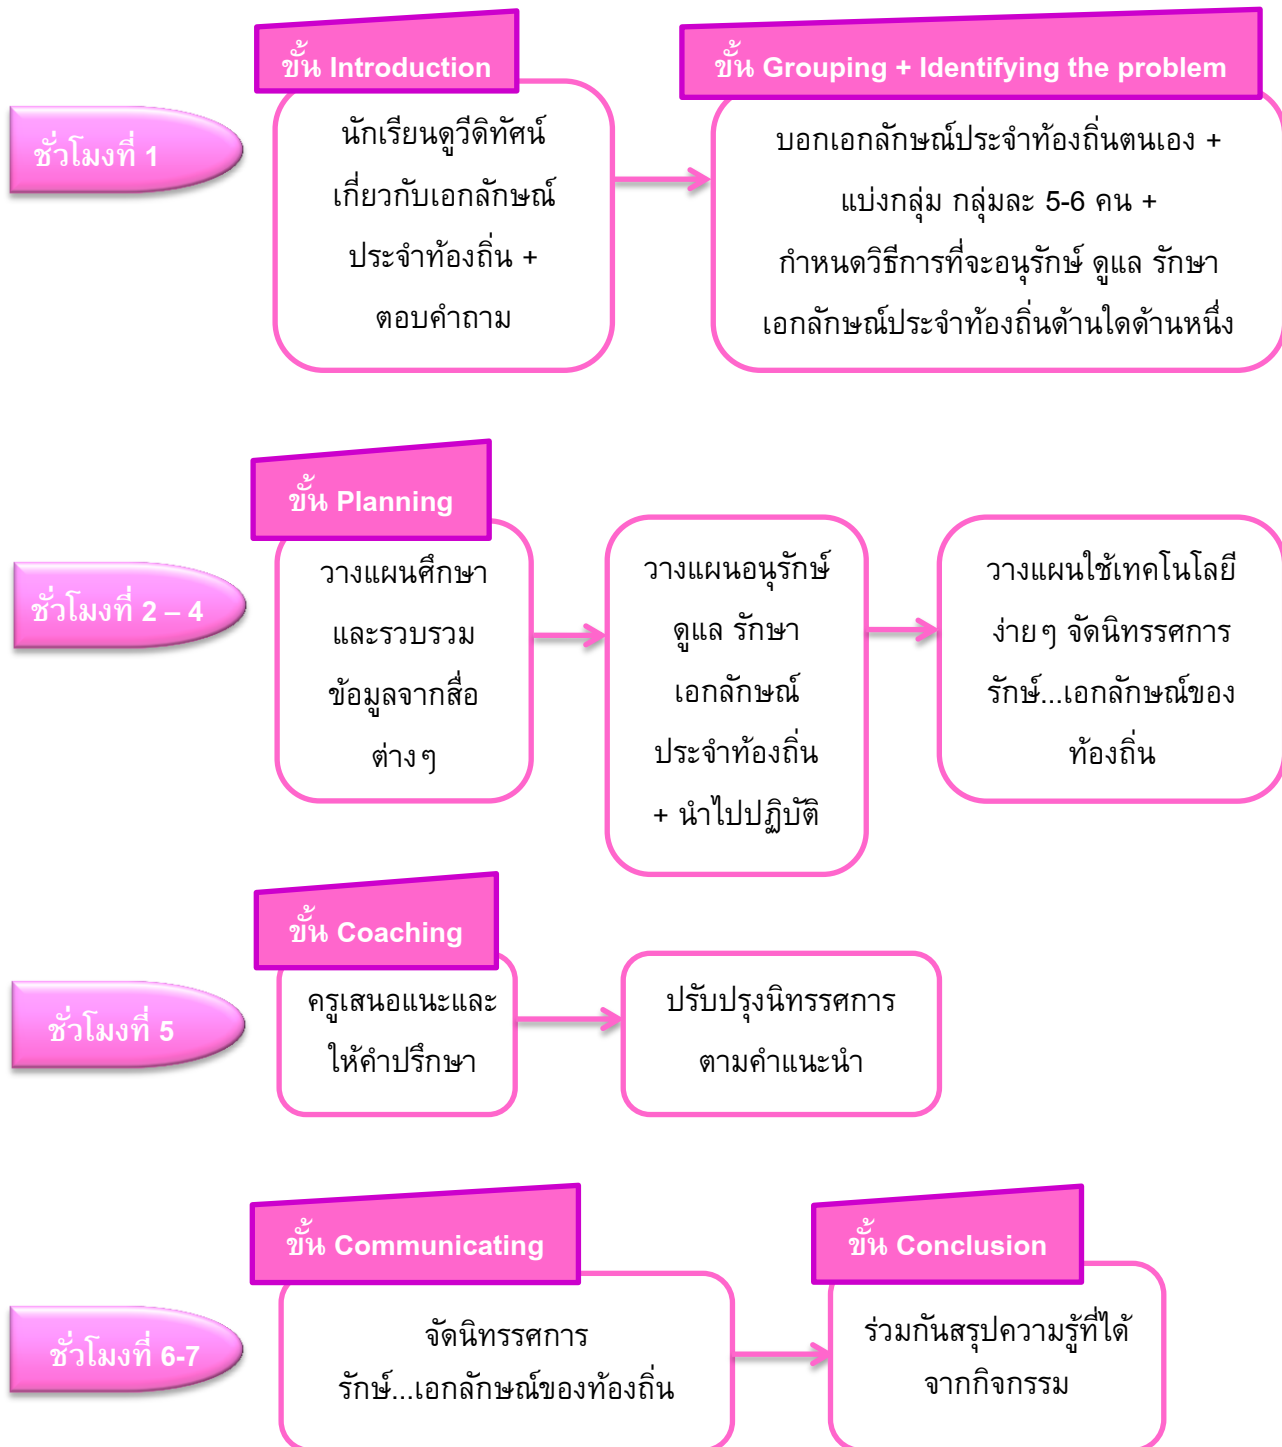 ขั้น Introduction
ขั้น Grouping + Identifying the problem
ชั่วโมงที่ 1
นักเรียนดูวีดิทัศน์
เกี่ยวกับเอกลักษณ์
ประจำท้องถิ่น +
ตอบคำถาม
บอกเอกลักษณ์ประจำท้องถิ่นตนเอง +
แบ่งกลุ่ม กลุ่มละ 5-6 คน +
กำหนดวิธีการที่จะอนุรักษ์ ดูแล รักษา
เอกลักษณ์ประจำท้องถิ่นด้านใดด้านหนึ่ง
ขั้น Planning
ชั่วโมงที่ 2 – 4
วางแผนศึกษา
และรวบรวม
ข้อมูลจากสื่อ
ต่างๆ
วางแผนอนุรักษ์
ดูแล รักษา
เอกลักษณ์
ประจำท้องถิ่น
+ นำไปปฏิบัติ
วางแผนใช้เทคโนโลยี
ง่ายๆ จัดนิทรรศการ
รักษ์...เอกลักษณ์ของ
ท้องถิ่น
ขั้น Coaching
ชั่วโมงที่ 5
ครูเสนอแนะและ
ให้คำปรึกษา
ปรับปรุงนิทรรศการ
ตามคำแนะนำ
ขั้น Communicating
ขั้น Conclusion
ชั่วโมงที่ 6-7
จัดนิทรรศการ
รักษ์...เอกลักษณ์ของท้องถิ่น
ร่วมกันสรุปความรู้ที่ได้
จากกิจกรรม